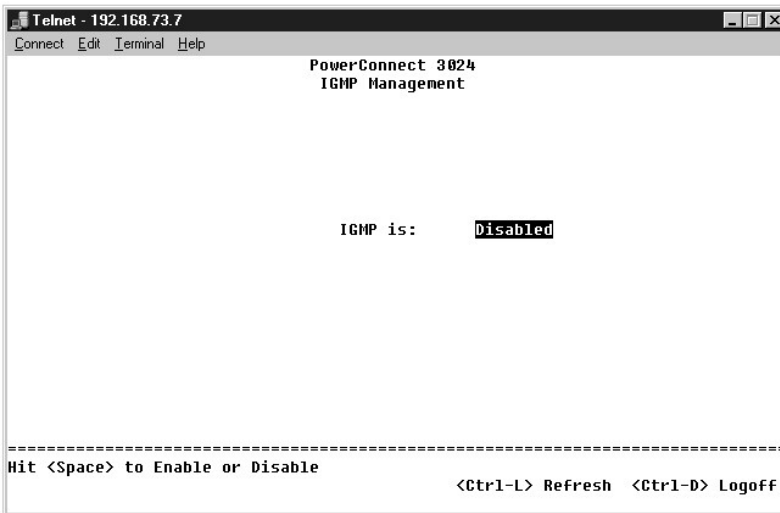 Telnet - 192.168.73.7
Connect Edit Terminal Help
PowerConnect 3024
IGMP Management
IGMP is: Disabled
================================================================================
Hit <Space> to Enable or Disable
<Ctrl-L> Refresh <Ctrl-D> Logoff